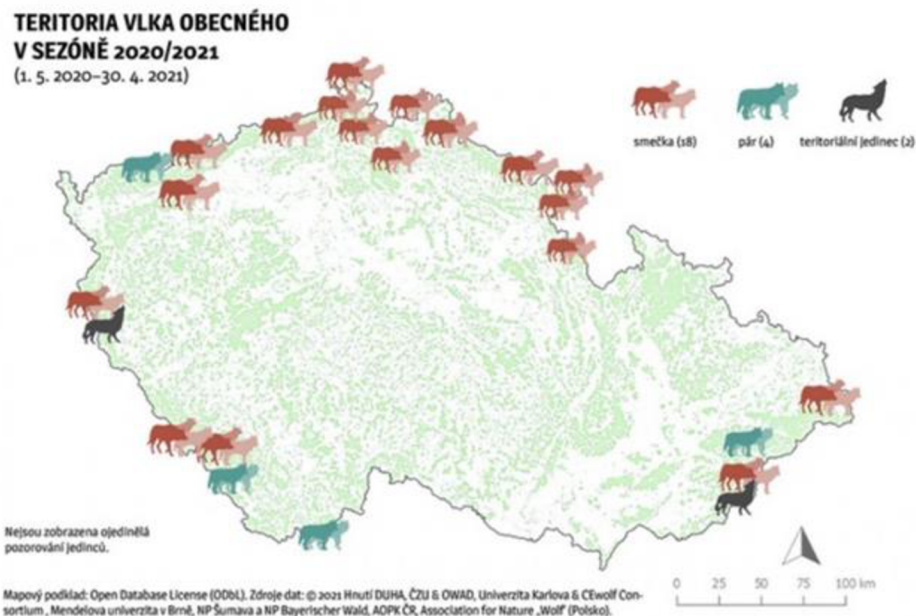 TERITORIA VLKA OBECNÉHO
V SEZÓNĚ 2020/2021
(1. 5. 2020–30. 4. 2021)
smečka (18)
pár (4)
teritoriální jedinec (2)
Nejsou zobrazena ojedinělá
pozorování jedinců.
0 25 50 75 100 km
Mapový podklad: Open Database License (ODbL). Zdroje dat: © 2021 Hnutí DUHA, ČZU & OWAD, Univerzita Karlova & CEwolf Con-
sortium , Mendelova univerzita v Brně, NP Šumava a NP Bayerischer Wald, AOPK ČR, Association for Nature „Wolf“ (Polsko).